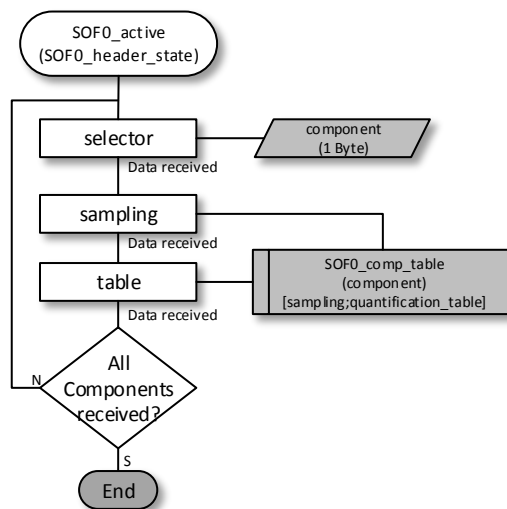 SOF0_active
(SOF0_header_state)
selector
component
(1 Byte)
Data received
sampling
Data received
table
SOF0_comp_table
(component)
[sampling;quantification_table]
Data received
All
Components
received?
N
S
End